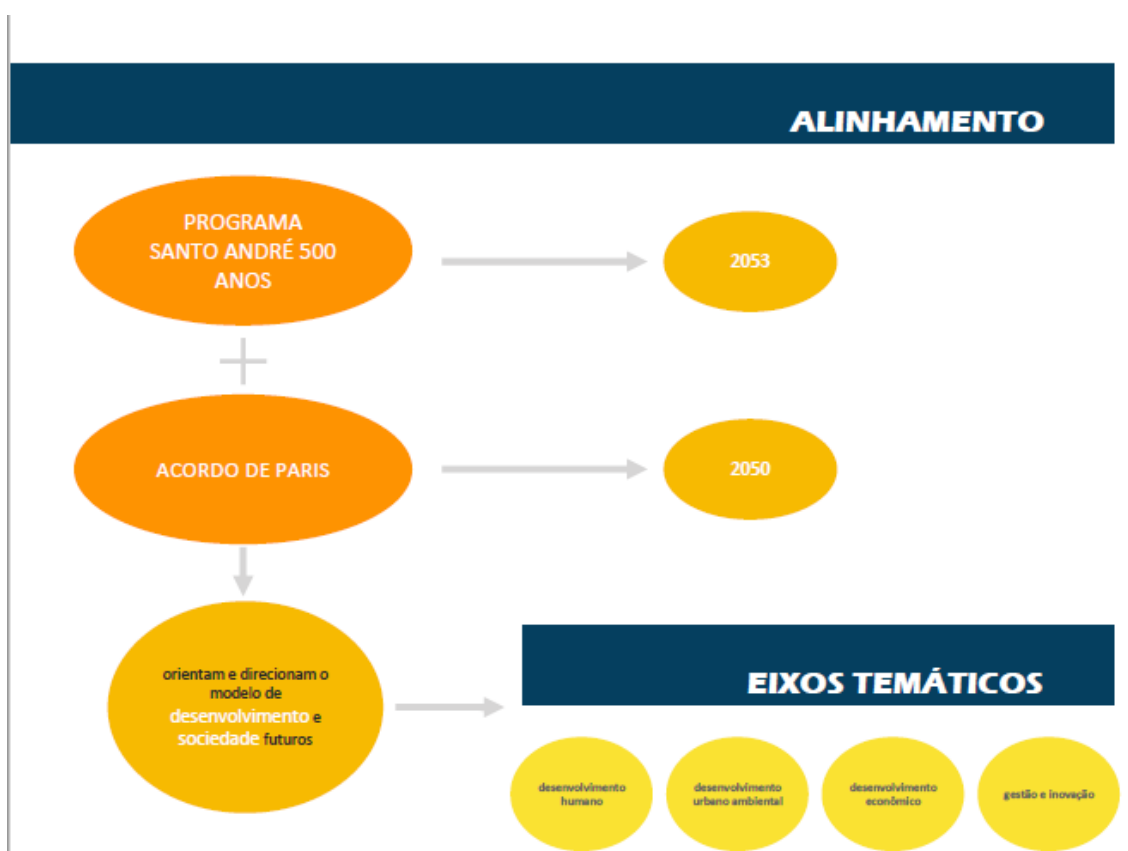 ALINHAMENTO
PROGRAMA
SANTO ANDRÉ 500
ANOS
2053
ACORDO DE PARIS
2050
orientam e direcionam o
modelo de
desenvolvimento e
sociedade futuros
EIXOS TEMÁTICOS
desenvolvimento
humano
desenvolvimento
urbano ambiental
desenvolvimento
econômico
gestão e inovação